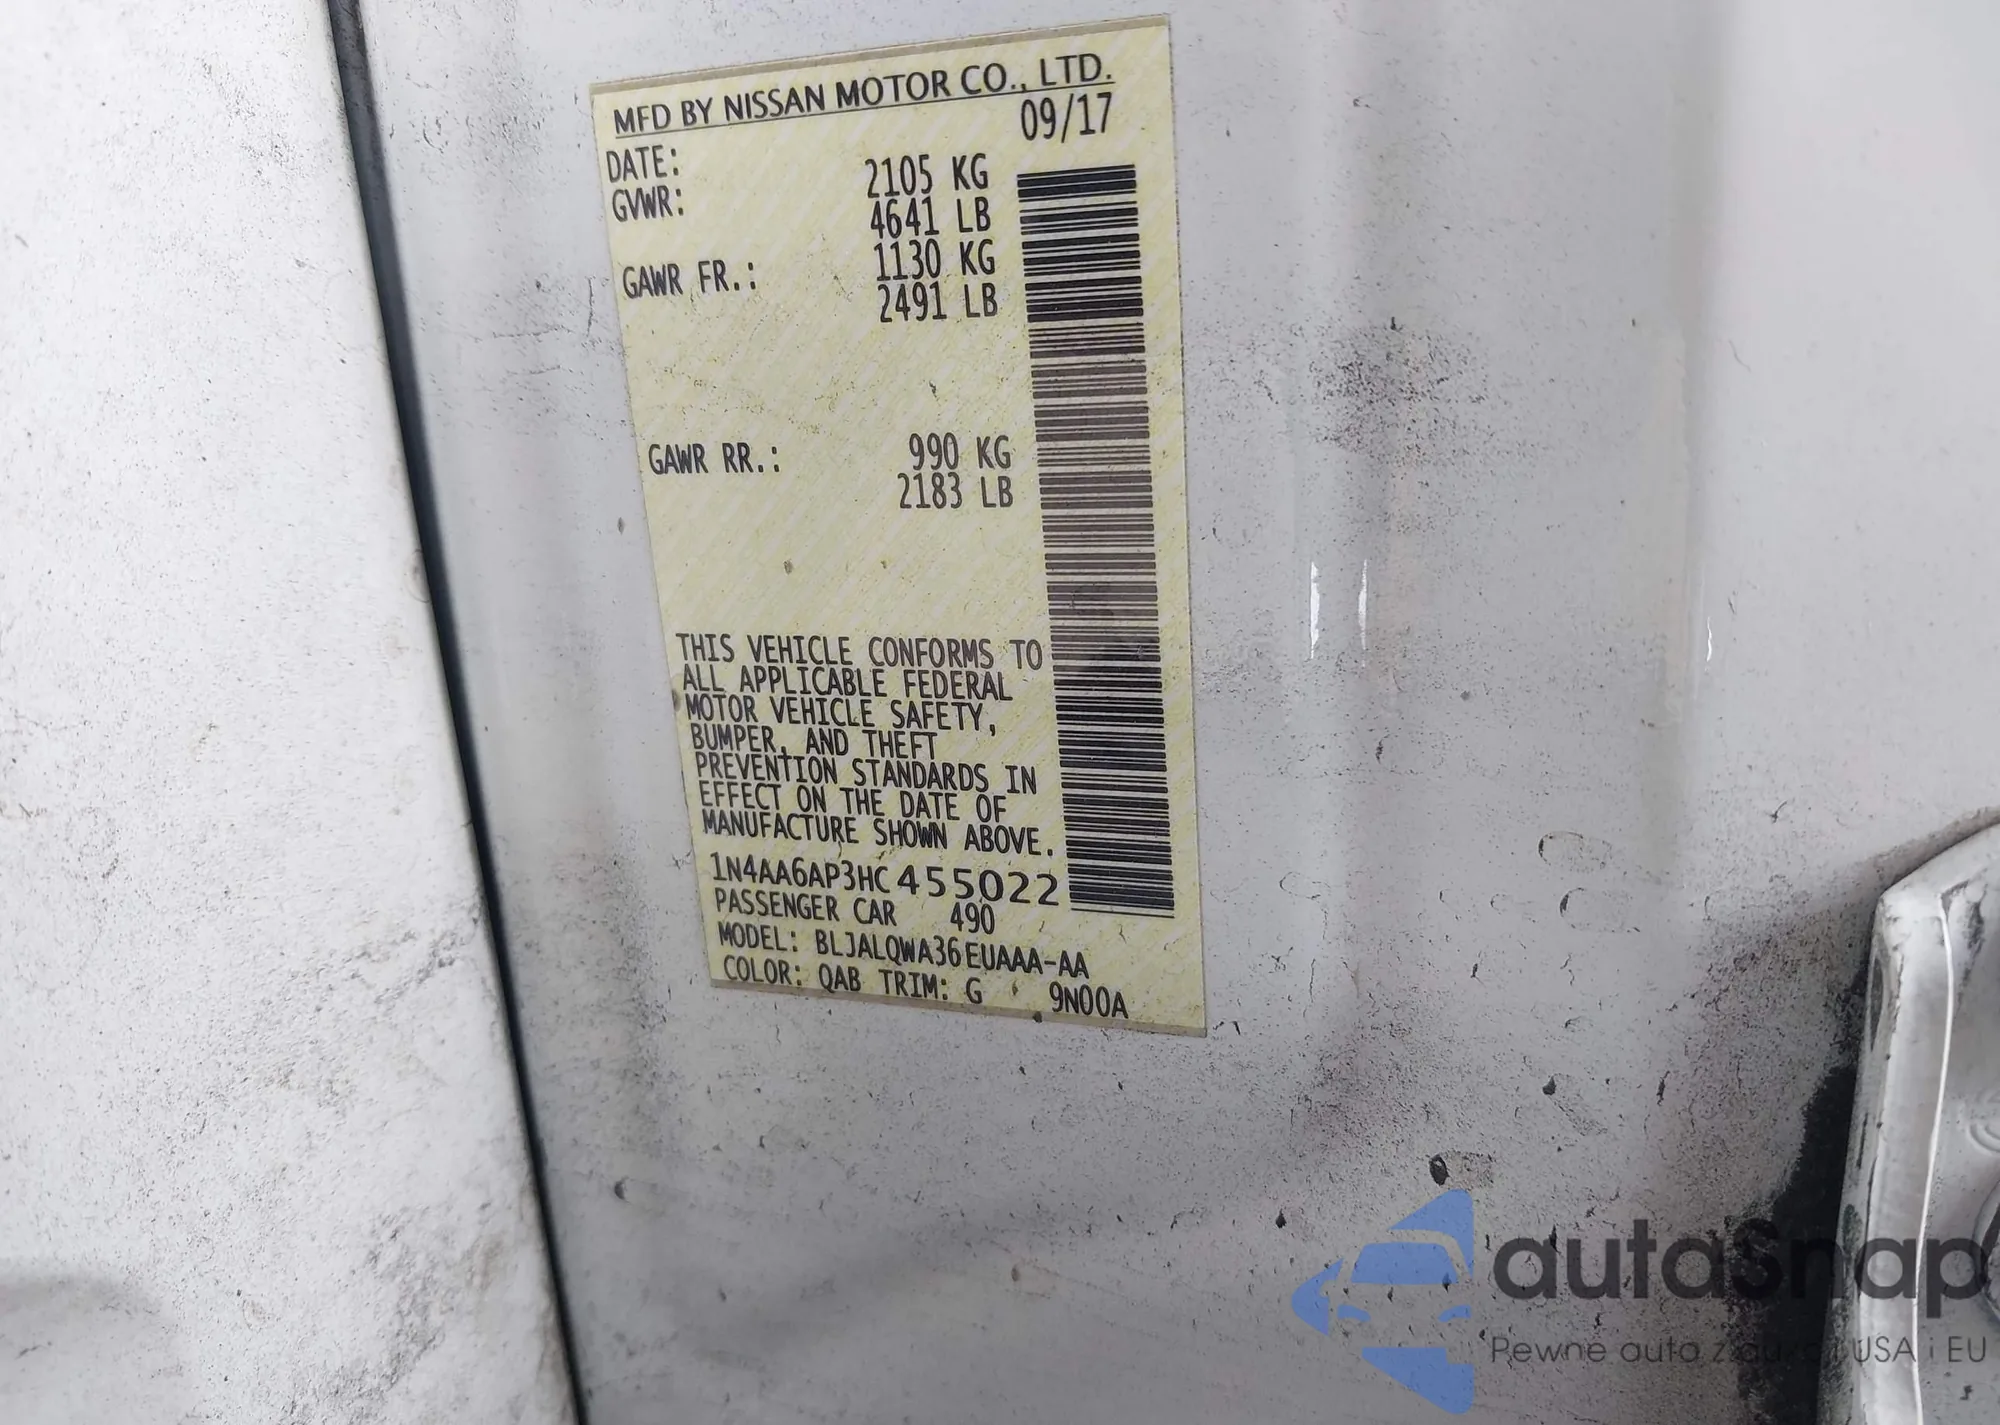 MFD BY NISSAN MOTOR CO., LTD.
DATE: 09/17
GVWR: 2105 KG
4641 LB
GAWR FR.: 1130 KG
2491 LB
GAWR RR.: 990 KG
2183 LB
THIS VEHICLE CONFORMS TO
ALL APPLICABLE FEDERAL
MOTOR VEHICLE SAFETY,
BUMPER, AND THEFT
PREVENTION STANDARDS IN
EFFECT ON THE DATE OF
MANUFACTURE SHOWN ABOVE.
1N4AA6AP3HC455022
PASSENGER CAR 490
MODEL: BLJALQWA36EUAAA-AA
COLOR: QAB TRIM: G 9N00A
autaSnap
Pewne auto z USA i EU